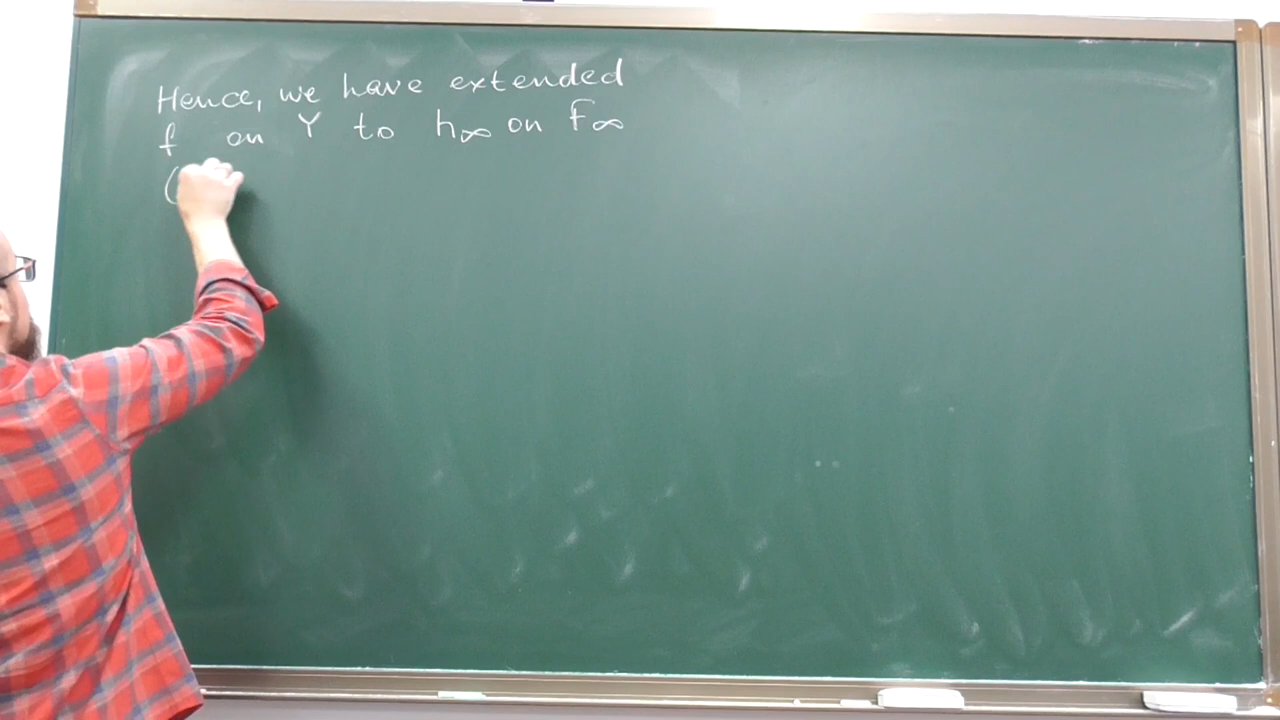 Hence, we have extended
f on Y to h∞ on F∞
(